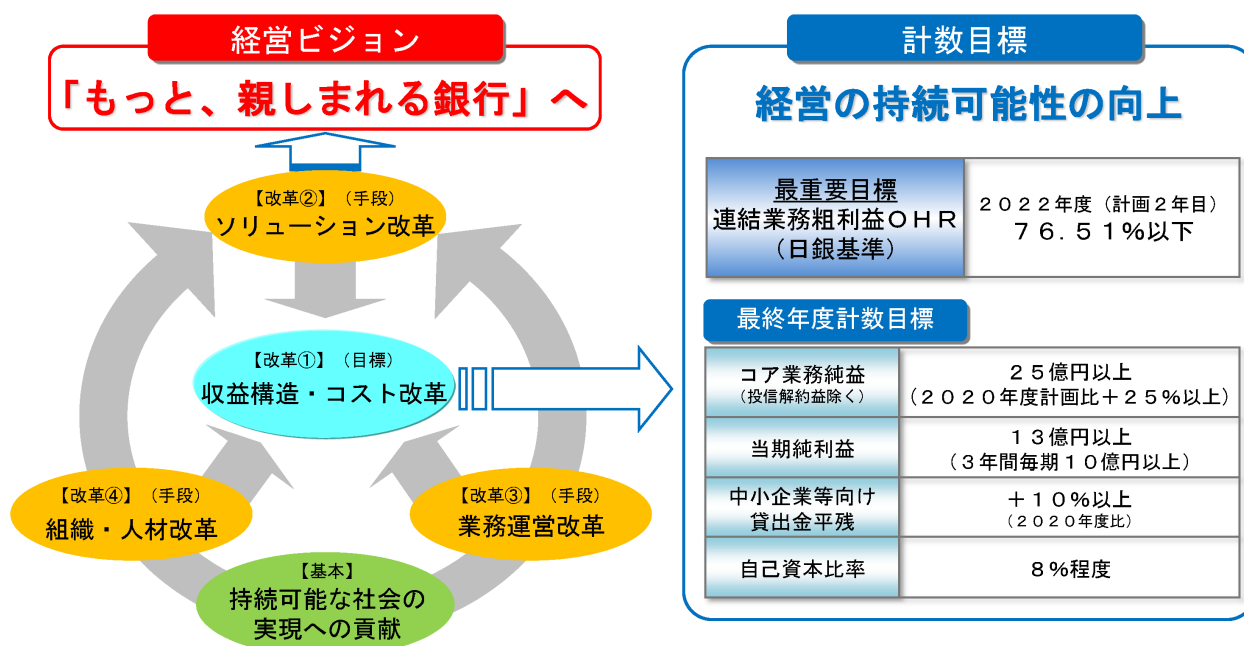 経営ビジョン
「もっと、親しまれる銀行」へ
【改革②】（手段）
ソリューション改革
【改革①】（目標）
収益構造・コスト改革
【改革④】（手段）
組織・人材改革
【改革③】（手段）
業務運営改革
【基本】
持続可能な社会の
実現への貢献
計数目標
経営の持続可能性の向上
最重要目標
連結業務粗利益ＯＨＲ
（日銀基準）
２０２２年度（計画２年目）
７６．５１％以下
最終年度計数目標
コア業務純益
（投信解約益除く）
２５億円以上
（２０２０年度計画比＋２５％以上）
当期純利益
１３億円以上
（３年間毎期１０億円以上）
中小企業等向け
貸出金平残
＋１０％以上
（２０２０年度比）
自己資本比率
８％程度